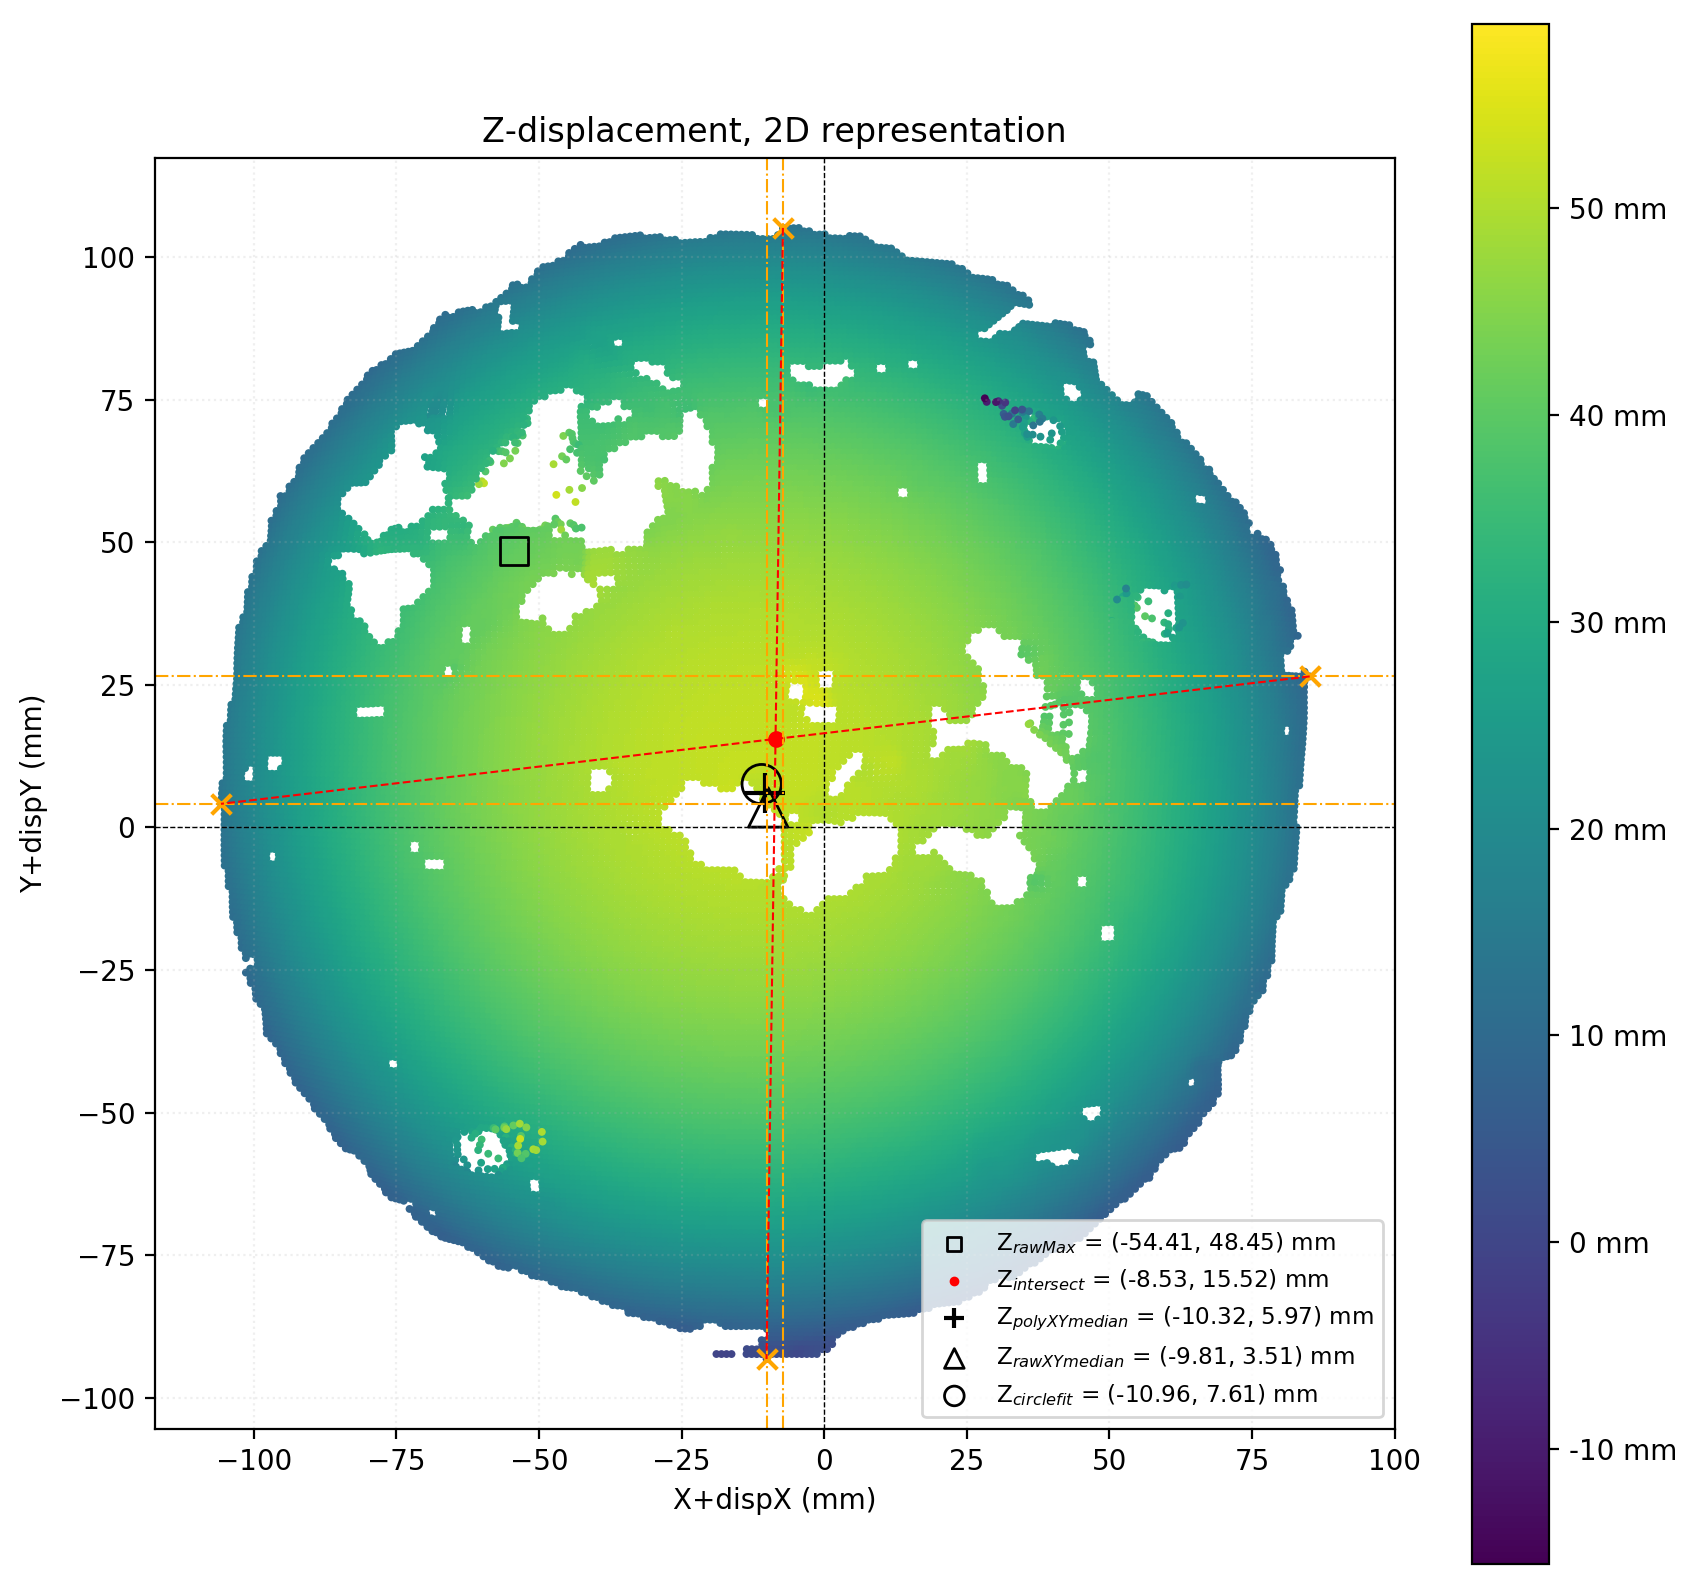 Z-displacement, 2D representation
50 mm
40 mm
30 mm
20 mm
10 mm
0 mm
-10 mm
100
75
50
25
0
−25
−50
−75
−100
Y+dispY (mm)
Z_rawMax = (-54.41, 48.45) mm
Z_intersect = (-8.53, 15.52) mm
Z_polyXYmedian = (-10.32, 5.97) mm
Z_rawXYmedian = (-9.81, 3.51) mm
Z_circlefit = (-10.96, 7.61) mm
−100 −75 −50 −25 0 25 50 75 100
X+dispX (mm)